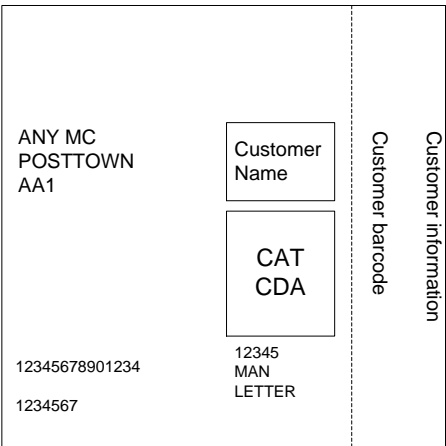 ANY MC
POSTTOWN
AA1
Customer
Name
CAT
CDA
12345678901234
1234567
12345
MAN
LETTER
Customer barcode
Customer information